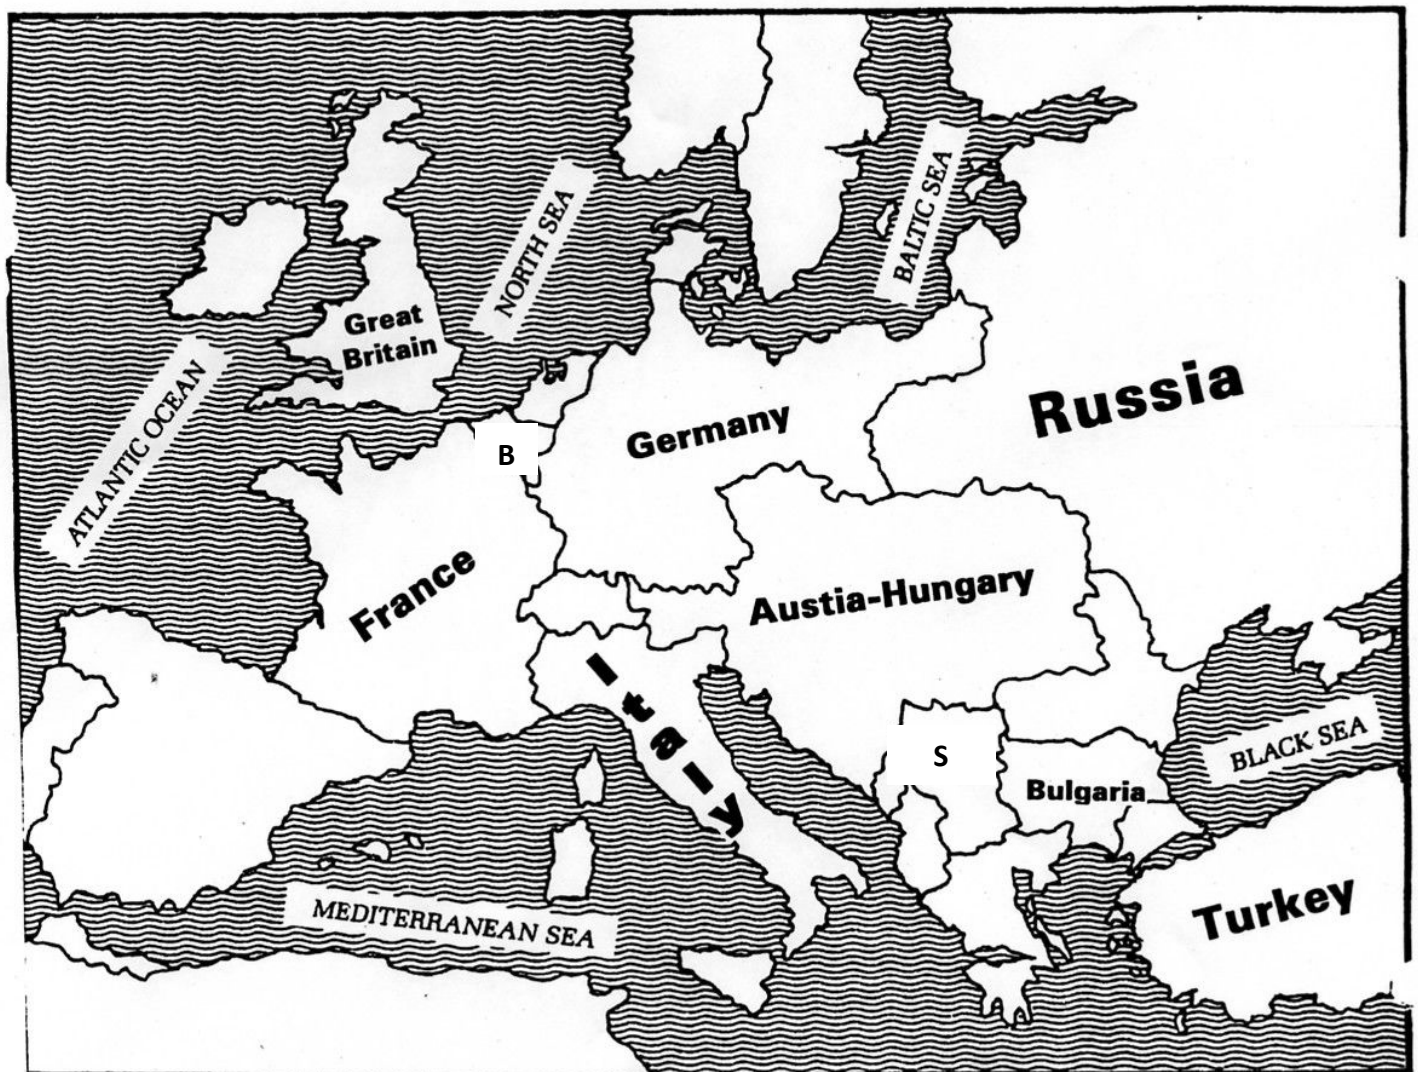 NORTH SEA
BALTIC SEA
Great
Britain
ATLANTIC OCEAN
Russia
Germany
B
France
Austia-Hungary
Italy
S
BLACK SEA
Bulgaria
Turkey
MEDITERRANEAN SEA